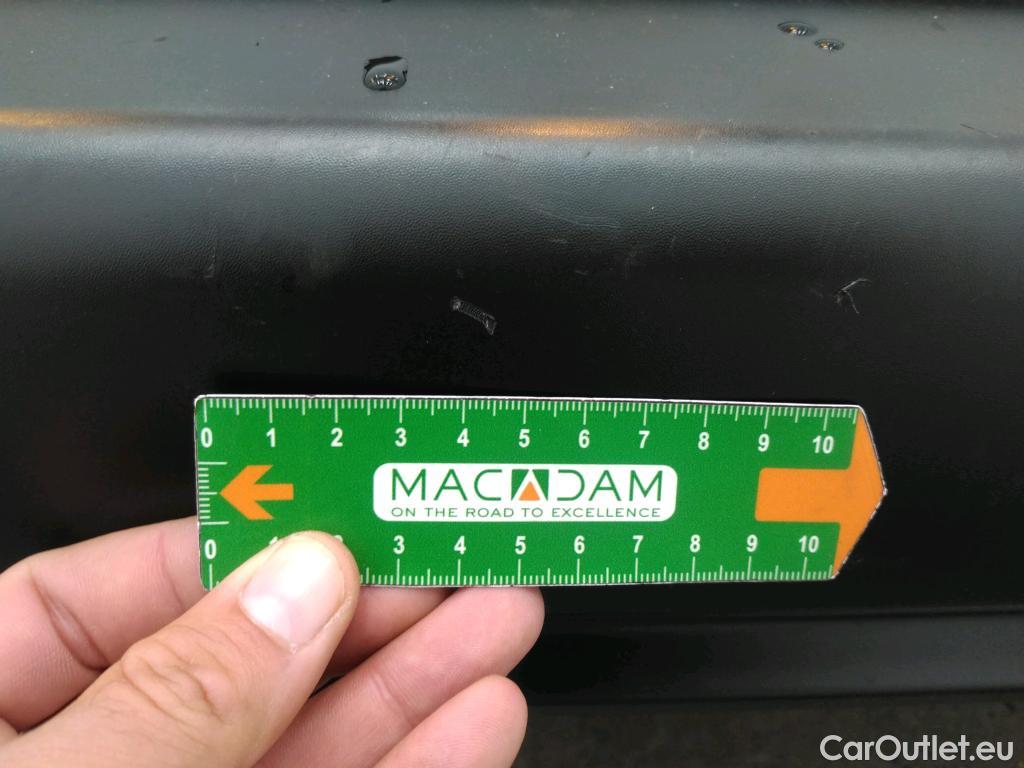 0 1 2 3 4 5 6 7 8 9 10
MACADAM
ON THE ROAD TO EXCELLENCE
0 1 3 4 5 6 7 8 9 10
CarOutlet.eu